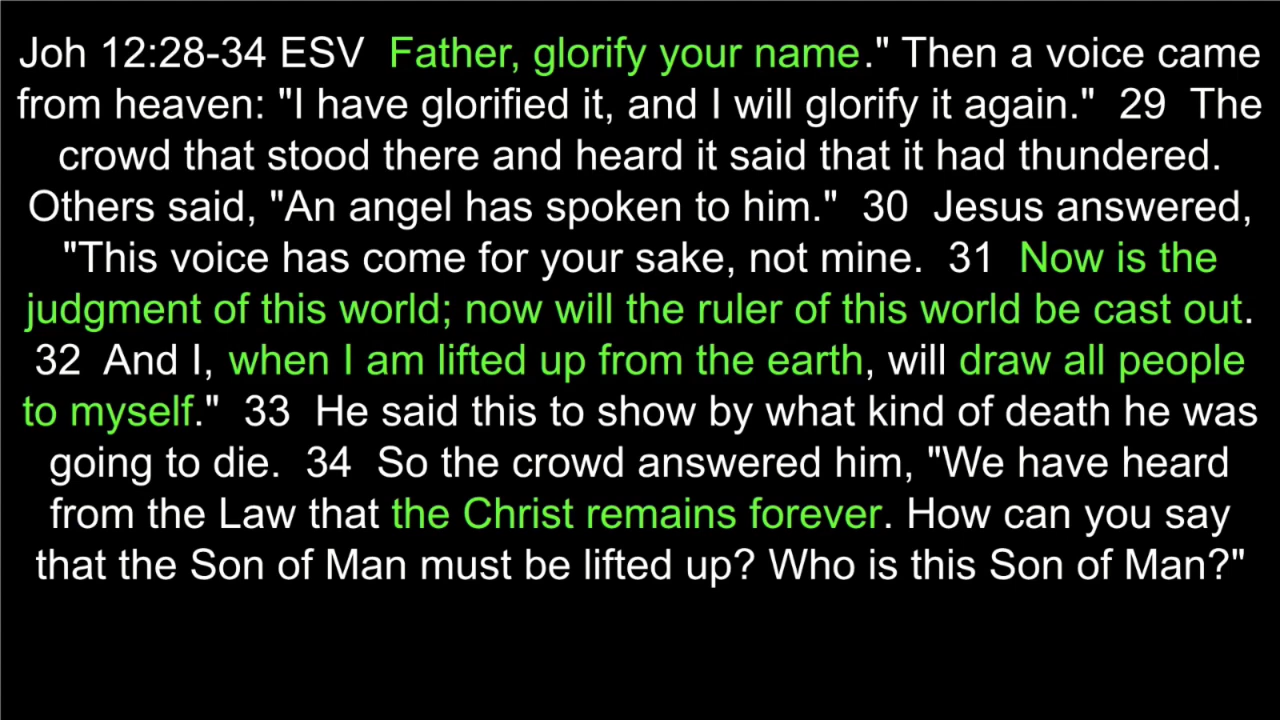 Joh 12:28-34 ESV  Father, glorify your name." Then a voice came
from heaven: "I have glorified it, and I will glorify it again."  29  The
crowd that stood there and heard it said that it had thundered.
Others said, "An angel has spoken to him."  30  Jesus answered,
"This voice has come for your sake, not mine.  31  Now is the
judgment of this world; now will the ruler of this world be cast out.
32  And I, when I am lifted up from the earth, will draw all people
to myself."  33  He said this to show by what kind of death he was
going to die.  34  So the crowd answered him, "We have heard
from the Law that the Christ remains forever. How can you say
that the Son of Man must be lifted up? Who is this Son of Man?"